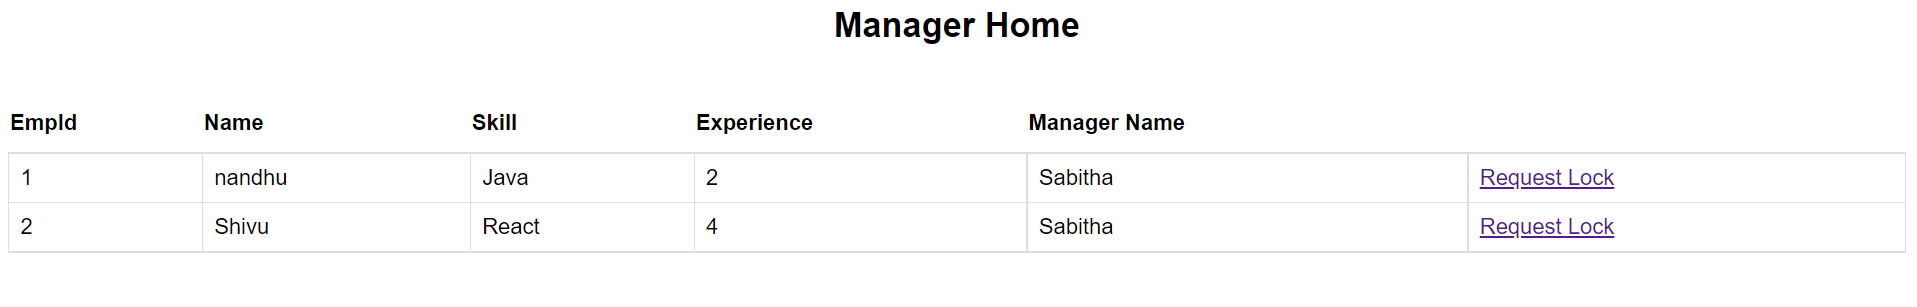 Manager Home
EmpId Name Skill Experience Manager Name
1 nandhu Java 2 Sabitha Request Lock
2 Shivu React 4 Sabitha Request Lock